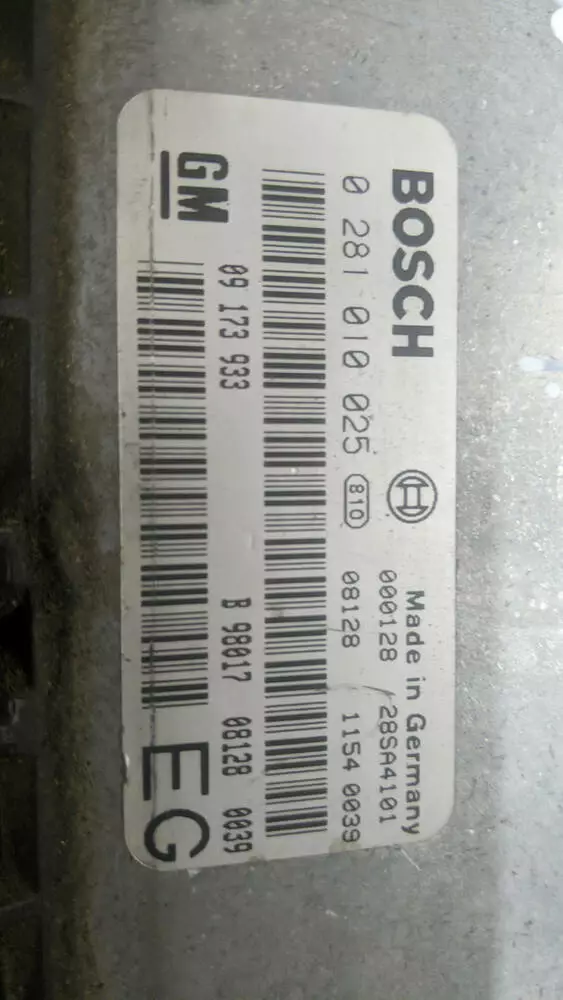 BOSCH
Made in Germany
000128 28SA4101
0 281 010 025 810 08128 1154 0039
GM 09 173 933 B 98017 08128 0039
EG